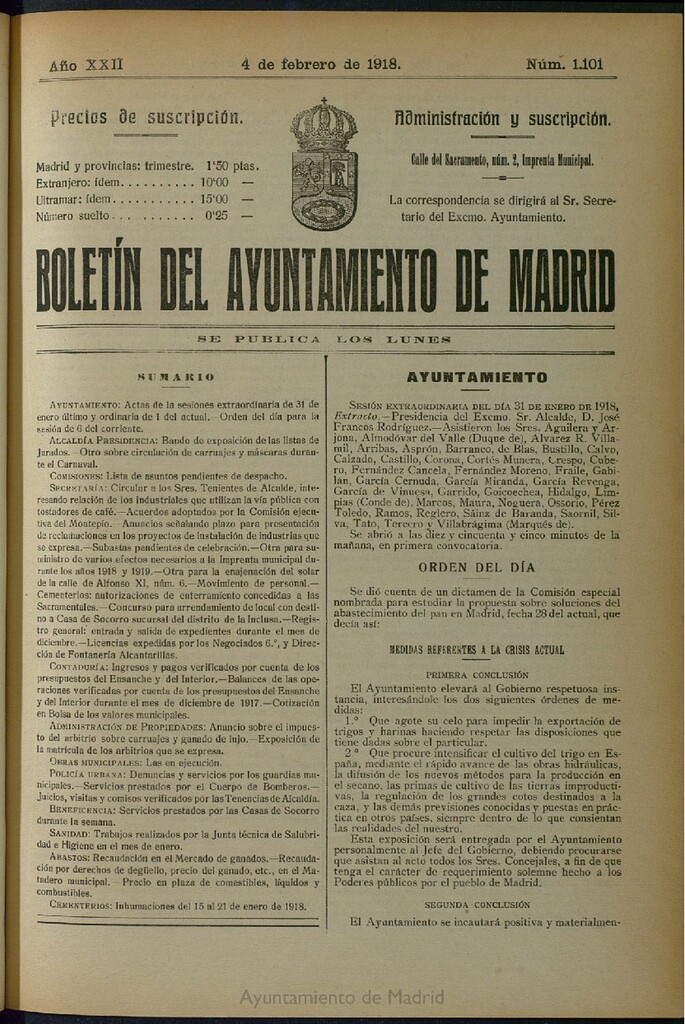 Año XXII
4 de febrero de 1918.
Núm. 1.101
Precios de suscripción.
Madrid y provincias: trimestre. 1'50 ptas.
Extranjero: ídem.......... 10'00 —
Ultramar: ídem........... 15'00 —
Número suelto.......... 0'25 —
Administración y suscripción.
Calle del Sacramento, núm. 2, Imprenta Municipal.
La correspondencia se dirigirá al Sr. Secre-
tario del Excmo. Ayuntamiento.
BOLETÍN DEL AYUNTAMIENTO DE MADRID
SE PUBLICA LOS LUNES
SUMARIO
AYUNTAMIENTO: Actas de la sesiones extraordinaria de 31 de
enero último y ordinaria de 1 del actual.—Orden del día para la
sesión de 6 del corriente.
ALCALDÍA PRESIDENCIA: Bando de exposición de las listas de
Jurados.—Otro sobre circulación de carruajes y máscaras duran-
te el Carnaval.
COMISIONES: Lista de asuntos pendientes de despacho.
SECRETARÍA: Circular a los Sres. Tenientes de Alcalde, inte-
resando relación de los industriales que utilizan la vía pública con
tostadores de café.—Acuerdos adoptados por la Comisión ejecu-
tiva del Montepío.—Anuncios señalando plazo para presentación
de reclamaciones en los proyectos de instalación de industrias que
se expresa.—Subastas pendientes de celebración.—Otra para su-
ministro de varios efectos necesarios a la Imprenta municipal du-
rante los años 1918 y 1919.—Otra para la enajenación del solar
de la calle de Alfonso XI, núm. 6.—Movimiento de personal.—
Cementerios: autorizaciones de enterramiento concedidas a las
Sacramentales.—Concurso para arrendamiento de local con desti-
no a Casa de Socorro sucursal del distrito de la Inclusa.—Regis-
tro general: entrada y salida de expedientes durante el mes de
diciembre.—Licencias expedidas por los Negociados 6.º, y Direc-
ción de Fontanería Alcantarillas.
CONTADURÍA: Ingresos y pagos verificados por cuenta de los
presupuestos del Ensanche y del Interior.—Balances de las ope-
raciones verificadas por cuenta de los presupuestos del Ensanche
y del Interior durante el mes de diciembre de 1917.—Cotización
en Bolsa de los valores municipales.
ADMINISTRACIÓN DE PROPIEDADES: Anuncio sobre el impues-
to del arbitrio sobre carruajes y ganado de lujo.—Exposición de
la matrícula de los arbitrios que se expresa.
OBRAS MUNICIPALES: Las en ejecución.
POLICÍA URBANA: Denuncias y servicios por los guardias mu-
nicipales.—Servicios prestados por el Cuerpo de Bomberos.—
Juicios, visitas y comisos verificados por las Tenencias de Alcaldía.
BENEFICENCIA: Servicios prestados por las Casas de Socorro
durante la semana.
SANIDAD: Trabajos realizados por la Junta técnica de Salubri-
dad e Higiene en el mes de enero.
ABASTOS: Recaudación en el Mercado de ganados.—Recauda-
ción por derechos de degüello, precio del ganado, etc., en el Ma-
tadero municipal.—Precio en plaza de comestibles, líquidos y
combustibles.
CEMENTERIOS: Inhumaciones del 15 al 21 de enero de 1918.
AYUNTAMIENTO
SESIÓN EXTRAORDINARIA DEL DÍA 31 DE ENERO DE 1918,
Extracto.—Presidencia del Excmo. Sr. Alcalde, D. José
Francos Rodríguez.—Asistieron los Sres. Aguilera y Ar-
jona, Almodóvar del Valle (Duque de), Alvarez R. Villa-
mil, Arribas, Asprón, Barranco, de Blas, Bustillo, Calvo,
Calzado, Castillo, Corona, Cortés Munera, Crespo, Cube-
ro, Fernández Cancela, Fernández Moreno, Fraile, Gabi-
lán, García Cernuda, García Miranda, García Revenga,
García de Vinuesa, Garrido, Goicoechea, Hidalgo, Lim-
pias (Conde de), Marcos, Maura, Noguera, Ossorio, Pérez
Toledo, Ramos, Reglero, Sáinz de Baranda, Saornil, Sil-
va, Tato, Tercero y Villabrágima (Marqués de).
Se abrió a las diez y cincuenta y cinco minutos de la
mañana, en primera convocatoria.
ORDEN DEL DÍA
Se dió cuenta de un dictamen de la Comisión especial
nombrada para estudiar la propuesta sobre soluciones del
abastecimiento del pan en Madrid, fecha 28 del actual, que
decía así:
MEDIDAS REFERENTES A LA CRISIS ACTUAL
PRIMERA CONCLUSIÓN
El Ayuntamiento elevará al Gobierno respetuosa ins-
tancia, interesándole los dos siguientes órdenes de me-
didas:
1.º Que agote su celo para impedir la exportación de
trigos y harinas haciendo respetar las disposiciones que
tiene dadas sobre el particular.
2º Que procure intensificar el cultivo del trigo en Es-
paña, mediante el rápido avance de las obras hidráulicas,
la difusión de los nuevos métodos para la producción en
el secano, las primas de cultivo de las tierras improducti-
vas, la regulación de los grandes cotos destinados a la
caza, y las demás previsiones conocidas y puestas en prác-
tica en otros países, siempre dentro de lo que consientan
las realidades del nuestro.
Esta exposición será entregada por el Ayuntamiento
personalmente al Jefe del Gobierno, debiendo procurarse
que asistan al acto todos los Sres. Concejales, a fin de que
tenga el carácter de requerimiento solemne hecho a los
Poderes públicos por el pueblo de Madrid.
SEGUNDA CONCLUSIÓN
El Ayuntamiento se incautará positiva y materialmen-
Ayuntamiento de Madrid